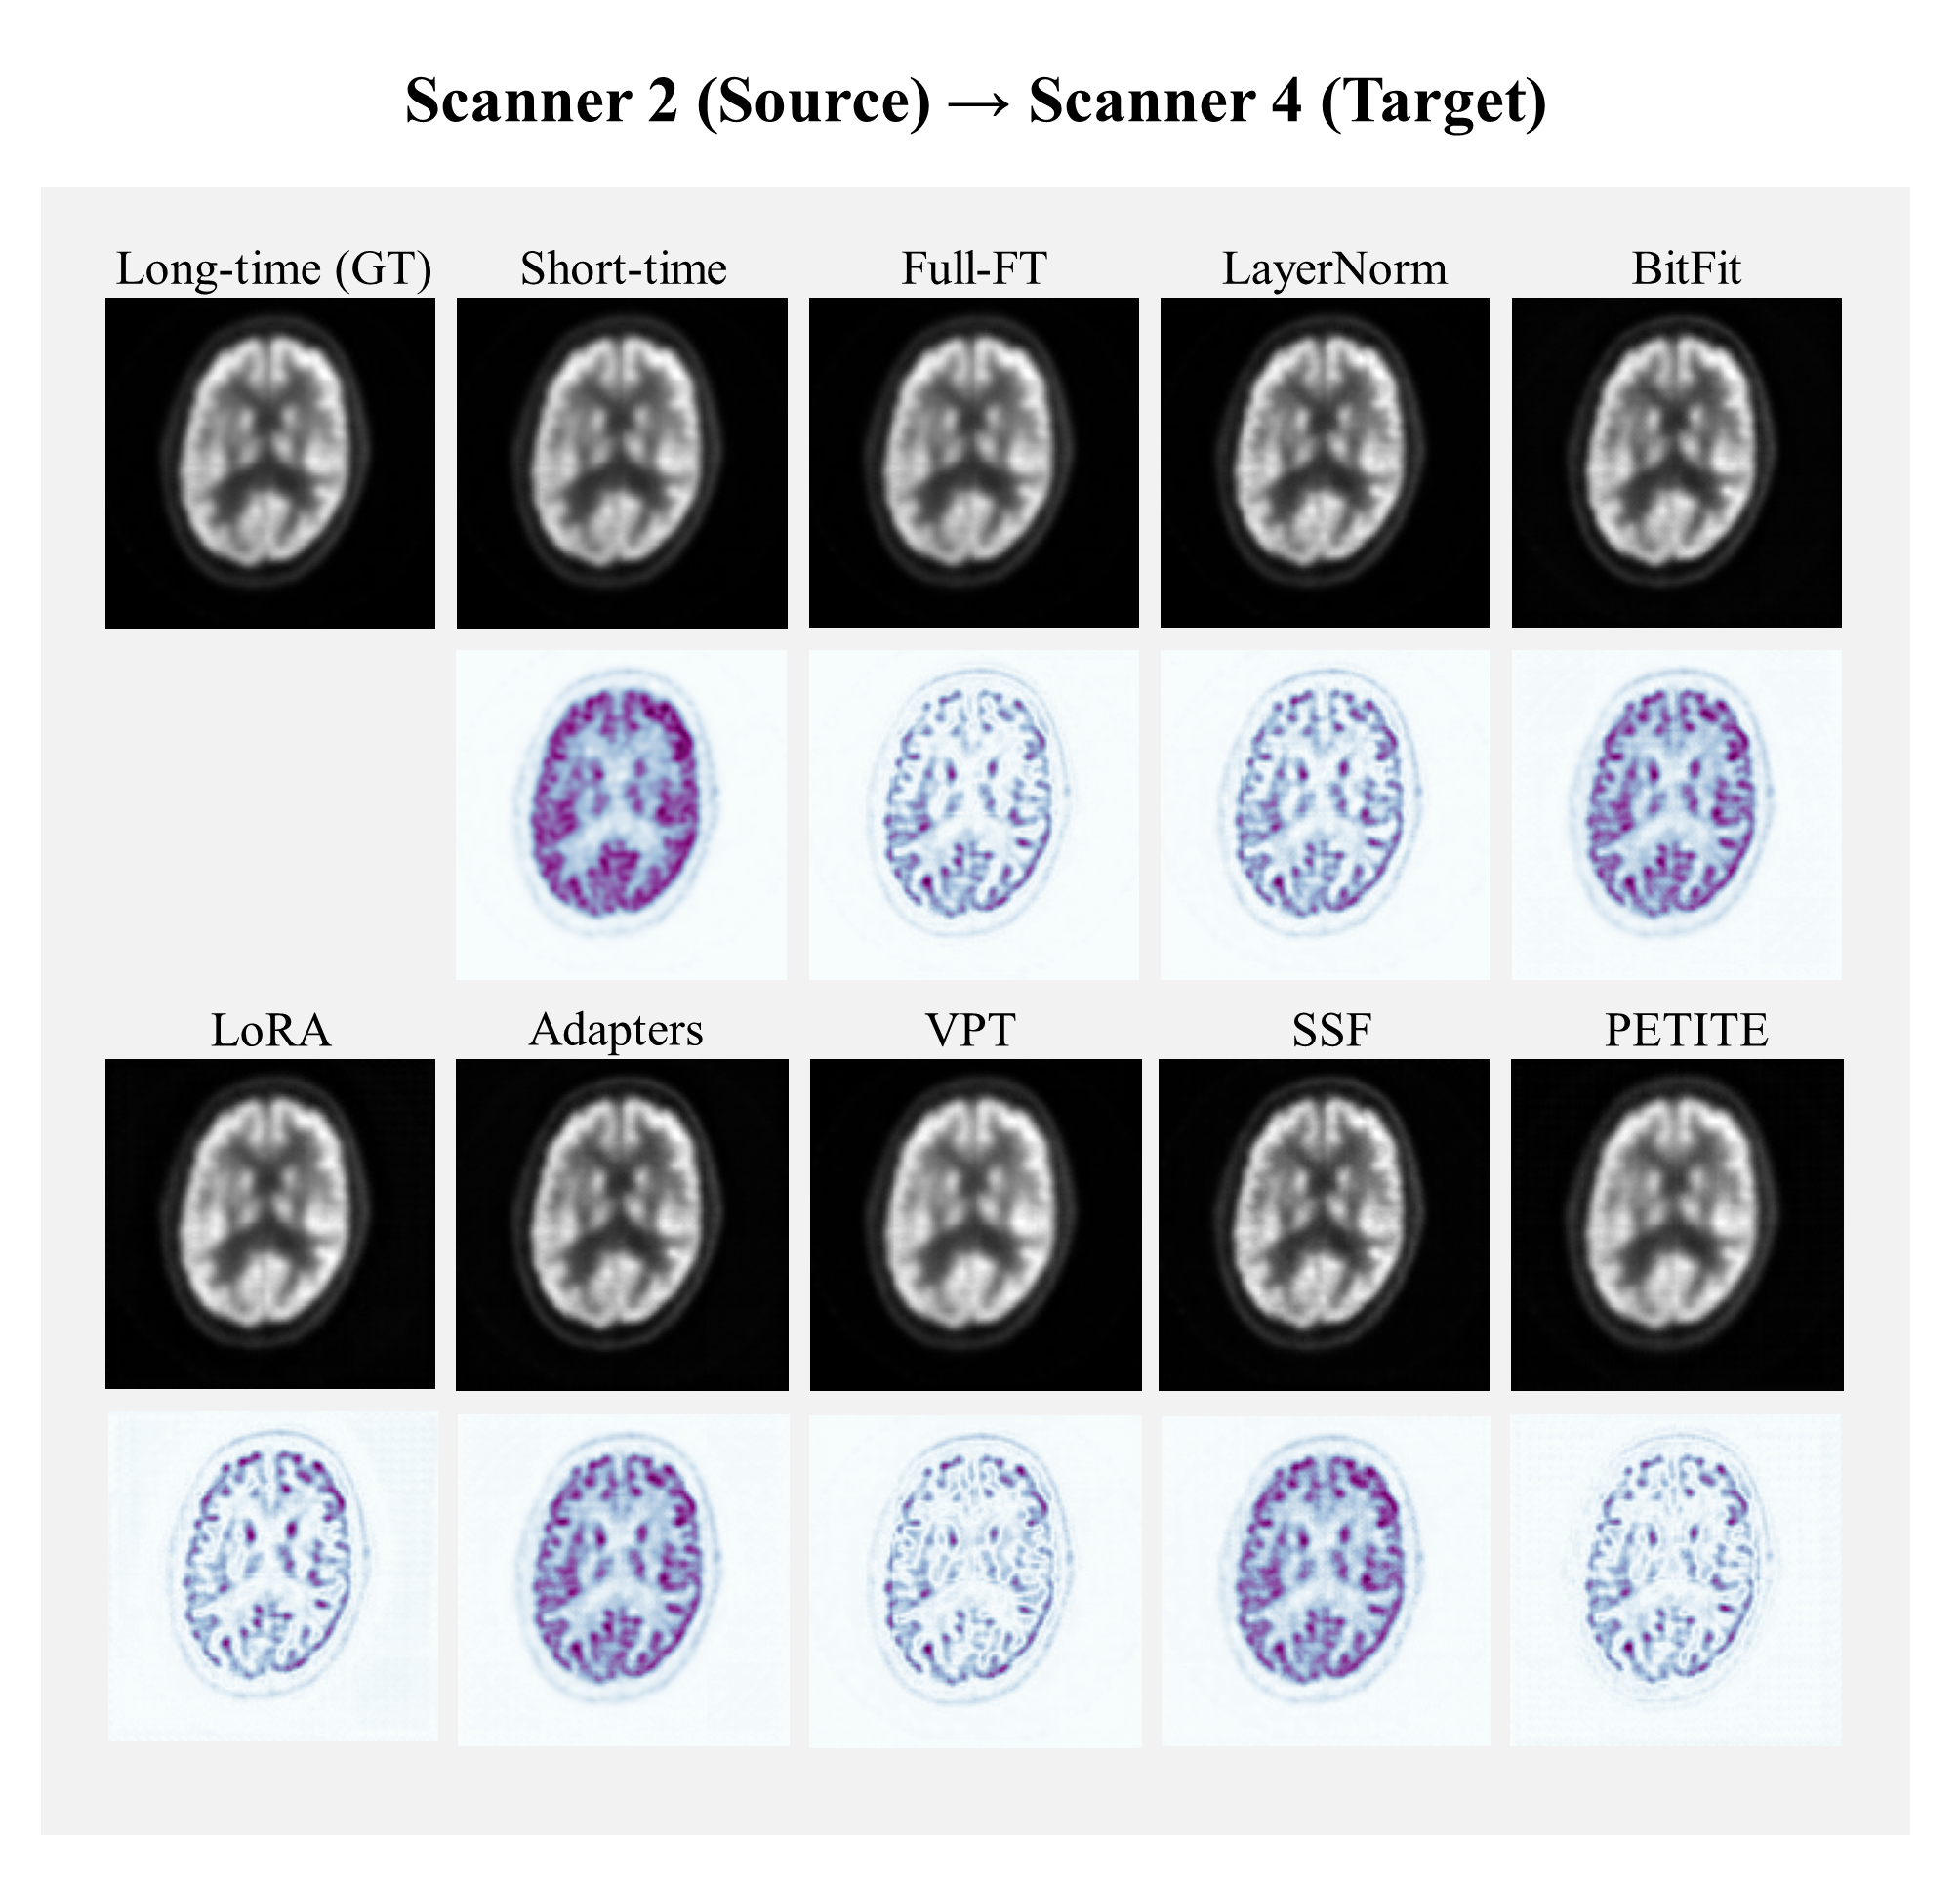 Scanner 2 (Source) → Scanner 4 (Target)
Long-time (GT) Short-time Full-FT LayerNorm BitFit
LoRA Adapters VPT SSF PETITE